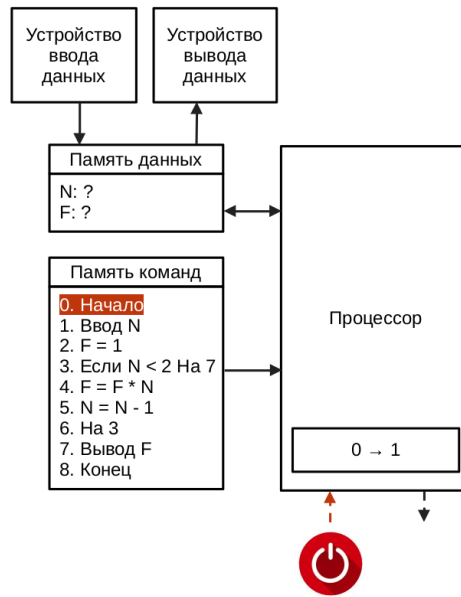 Устройство
ввода
данных
Устройство
вывода
данных
Память данных
N: ?
F: ?
Память команд
0. Начало
1. Ввод N
2. F = 1
3. Если N < 2 На 7
4. F = F * N
5. N = N - 1
6. На 3
7. Вывод F
8. Конец
Процессор
0 → 1